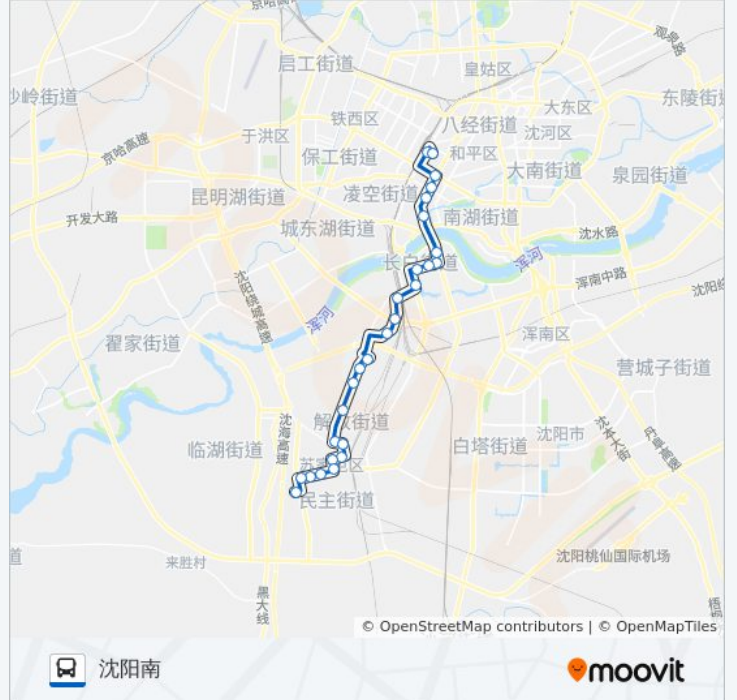 京哈高
观泉路
启工街道
皇姑区
沙岭街道
东陵街
大东区
铁西区
八经街道
沈河区
于洪区
京哈高速
保工街道
和平区
大南街道
泉园街道
昆明湖街道
凌空街道
开发大路
南湖街道
城东湖街道
沈水路
长白街道
浑河
浑南中路
沈阳绕城高速
沈阳绕
浑河
浑南区
翟家街道
营城子街道
解放街道
沈海高速
沈本大街
丹阜高速
沈阳市
临湖街道
白塔街道
苏家屯区
民主街道
道
来胜村
沈阳桃仙国际机场
黑大线
© OpenStreetMap contributors | © OpenMapTiles
沈阳南
moovit